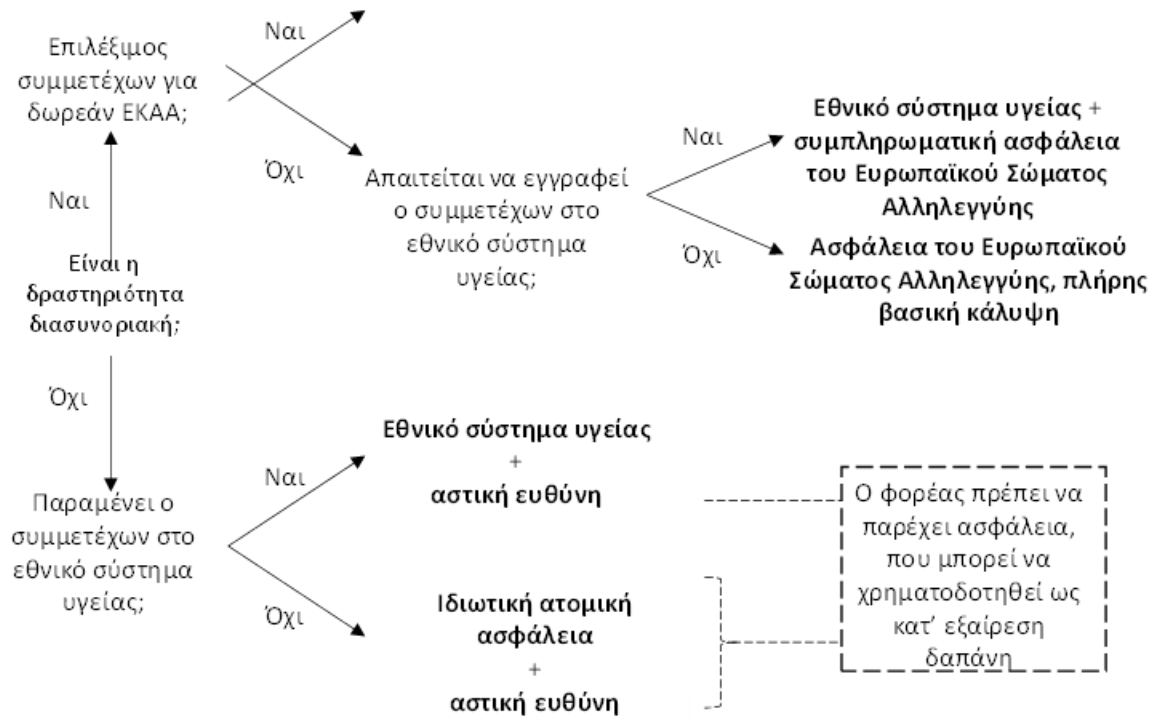 Ναι
Επιλέξιμος
συμμετέχων για
δωρεάν ΕΚΑΑ;
Όχι
Ναι
Εθνικό σύστημα υγείας +
συμπληρωματική ασφάλεια
του Ευρωπαϊκού Σώματος
Αλληλεγγύης
Απαιτείται να εγγραφεί
ο συμμετέχων στο
εθνικό σύστημα
υγείας;
Όχι
Ασφάλεια του Ευρωπαϊκού
Σώματος Αλληλεγγύης, πλήρης
βασική κάλυψη
Ναι
Είναι η
δραστηριότητα
διασυνοριακή;
Όχι
Παραμένει ο
συμμετέχων στο
εθνικό σύστημα
υγείας;
Ναι
Εθνικό σύστημα υγείας
+
αστική ευθύνη
Όχι
Ιδιωτική ατομική
ασφάλεια
+
αστική ευθύνη
Ο φορέας πρέπει να
παρέχει ασφάλεια,
που μπορεί να
χρηματοδοτηθεί ως
κατ’ εξαίρεση
δαπάνη